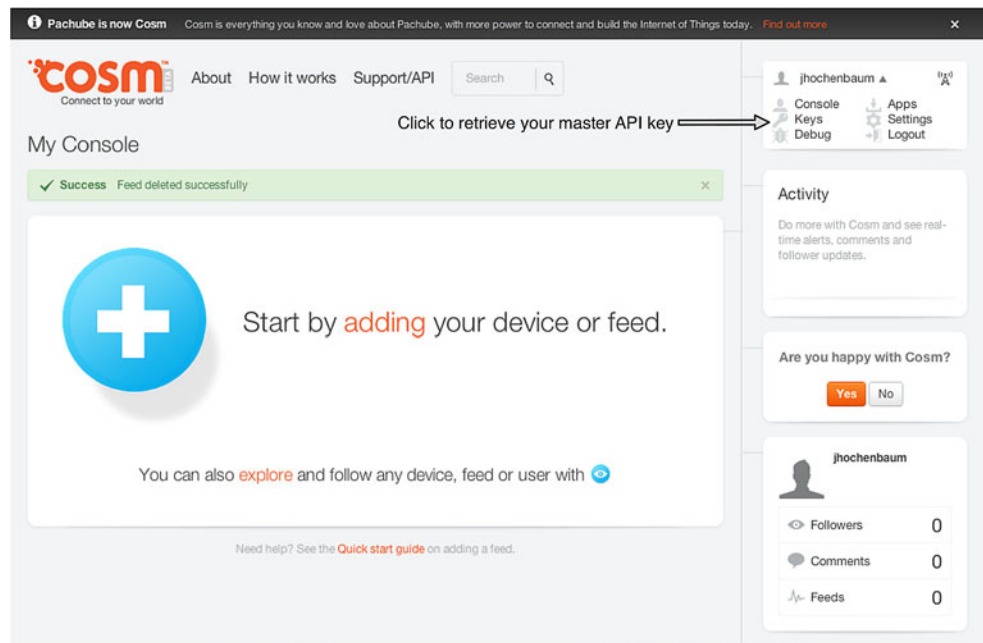 Pachube is now Cosm Cosm is everything you know and love about Pachube, with more power to connect and build the Internet of Things today. Find out more ×
COSM™
Connect to your world
About How it works Support/API Search
jhochenbaum
Console Apps
Keys Settings
Debug Logout
Click to retrieve your master API key
My Console
Success Feed deleted successfully ×
Activity
Do more with Cosm and see real-
time alerts, comments and
follower updates.
Start by adding your device or feed.
Are you happy with Cosm?
Yes No
You can also explore and follow any device, feed or user with
jhochenbaum
Followers 0
Comments 0
Feeds 0
Need help? See the Quick start guide on adding a feed.